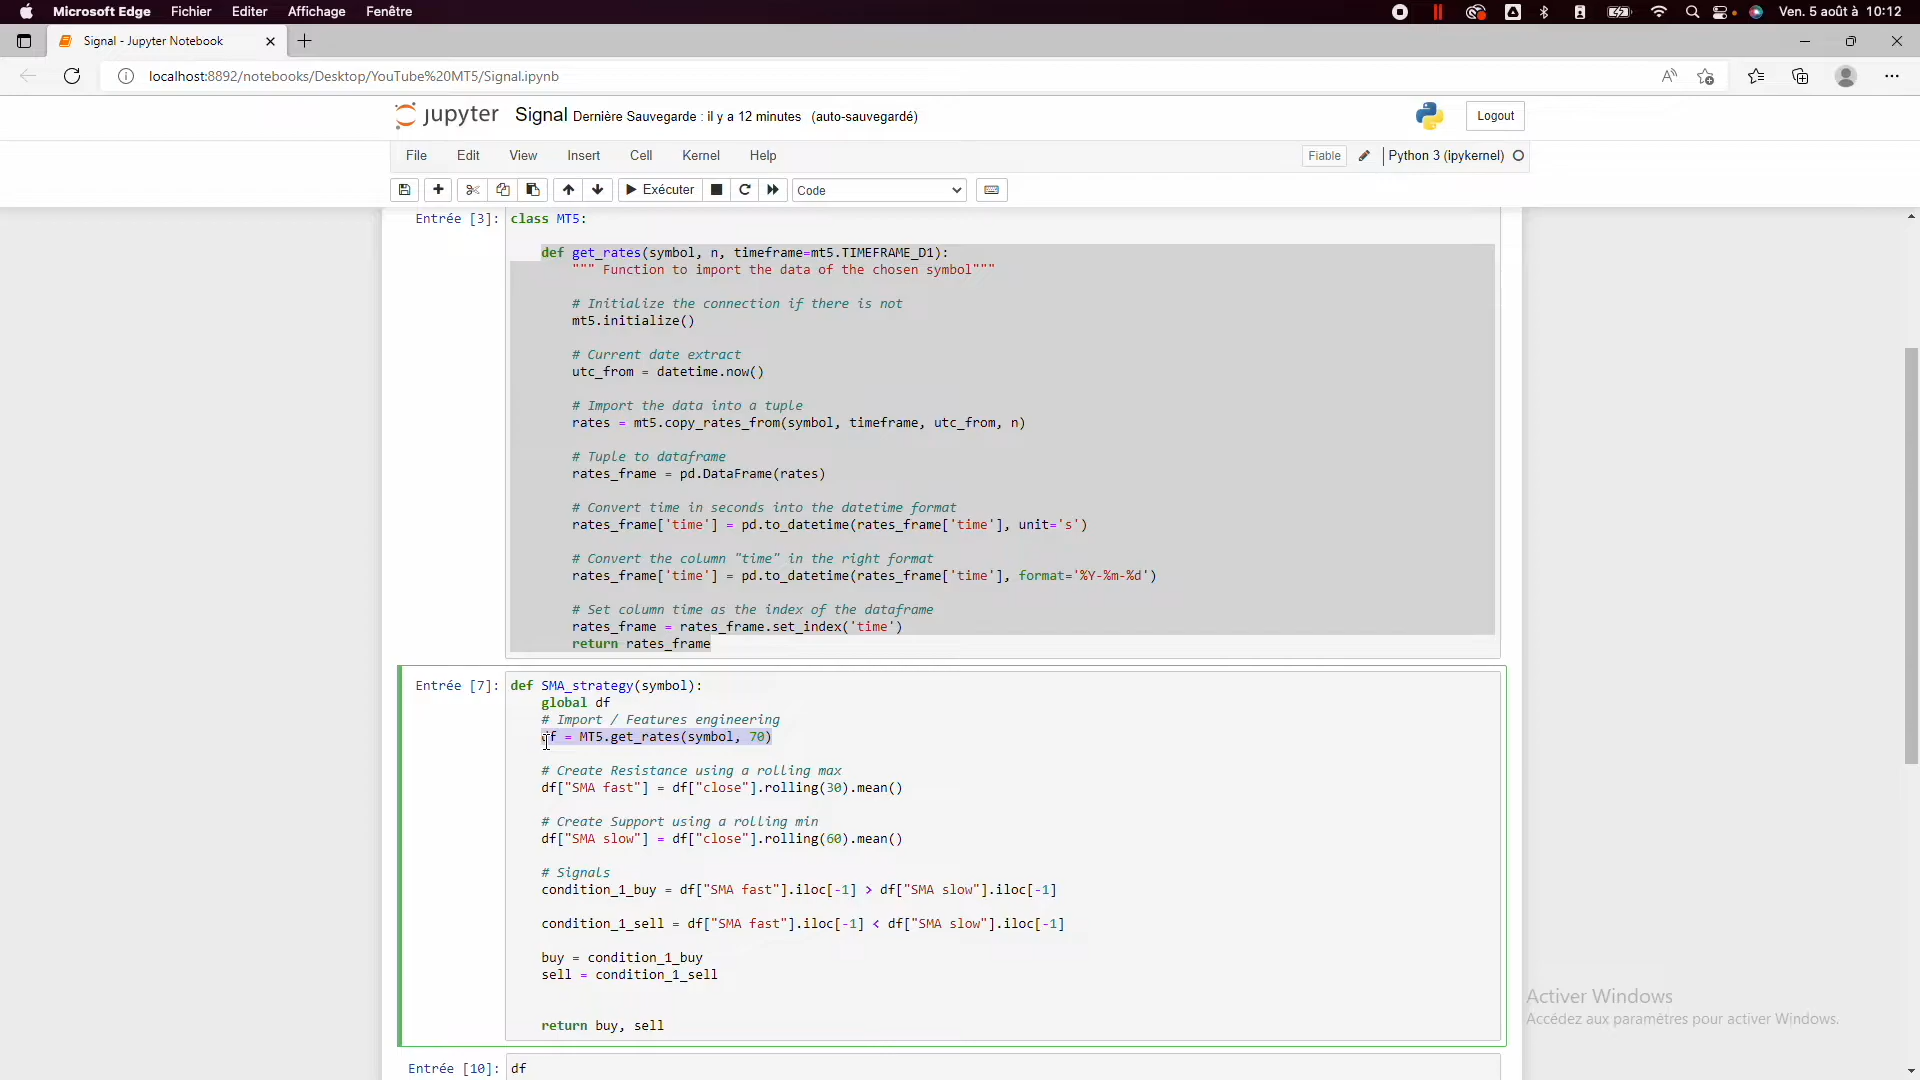 Microsoft Edge Fichier Editer Affichage Fenêtre Ven. 5 août à 10:12
Signal - Jupyter Notebook
localhost:8892/notebooks/Desktop/YouTube%20MT5/Signal.ipynb
jupyter Signal Dernière Sauvegarde : il y a 12 minutes (auto-sauvegardé) Logout
File Edit View Insert Cell Kernel Help Fiable Python 3 (ipykernel)
Exécuter Code
Entrée [3]: class MT5:
def get_rates(symbol, n, timeframe=mt5.TIMEFRAME_D1):
""" Function to import the data of the chosen symbol"""
# Initialize the connection if there is not
mt5.initialize()
# Current date extract
utc_from = datetime.now()
# Import the data into a tuple
rates = mt5.copy_rates_from(symbol, timeframe, utc_from, n)
# Tuple to dataframe
rates_frame = pd.DataFrame(rates)
# Convert time in seconds into the datetime format
rates_frame['time'] = pd.to_datetime(rates_frame['time'], unit='s')
# Convert the column "time" in the right format
rates_frame['time'] = pd.to_datetime(rates_frame['time'], format='%Y-%m-%d')
# Set column time as the index of the dataframe
rates_frame = rates_frame.set_index('time')
return rates_frame
Entrée [7]: def SMA_strategy(symbol):
global df
# Import / Features engineering
df = MT5.get_rates(symbol, 70)
# Create Resistance using a rolling max
df["SMA fast"] = df["close"].rolling(30).mean()
# Create Support using a rolling min
df["SMA slow"] = df["close"].rolling(60).mean()
# Signals
condition_1_buy = df["SMA fast"].iloc[-1] > df["SMA slow"].iloc[-1]
condition_1_sell = df["SMA fast"].iloc[-1] < df["SMA slow"].iloc[-1]
buy = condition_1_buy
sell = condition_1_sell
return buy, sell
Activer Windows
Accédez aux paramètres pour activer Windows.
Entrée [10]: df